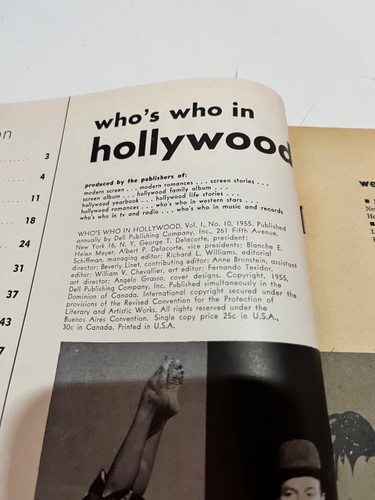 on
3
4
11
18
24
31
37
43
7
who's who in
hollywood
produced by the publishers of:
modern screen . . . modern romances . . . screen stories . . .
screen album . . . hollywood family album . . .
hollywood yearbook . . . hollywood life stories . . .
hollywood romances . . . who's who in western stars . . .
who's who in tv and radio . . . who's who in music and records
WHO'S WHO IN HOLLYWOOD, Vol. 1, No. 10, 1955. Published
annually by Dell Publishing Company, Inc., 261 Fifth Avenue,
New York 16, N. Y. George T. Delacorte, president;
Helen Meyer, Albert P. Delacorte, vice presidents; Blanche E.
Schiffman, managing editor; Richard L. Williams, editorial
director; Beverly Linet, contributing editor; Anne Bronstein, assistant
editor; William V. Chevallier, art editor; Fernando Texidor,
art director; Angelo Grasso, cover designs. Copyright, 1955,
Dell Publishing Company, Inc. Published simultaneously in the
Dominion of Canada. International copyright secured under the
provisions of the Revised Convention for the Protection of
Literary and Artistic Works. All rights reserved under the
Buenos Aires Convention. Single copy price 25c in U.S.A.,
30c in Canada. Printed in U.S.A.
we